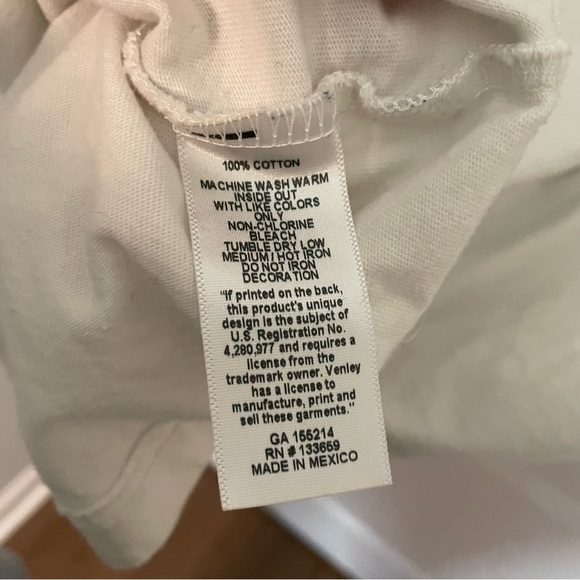 100% COTTON
MACHINE WASH WARM
INSIDE OUT
WITH LIKE COLORS
ONLY
NON-CHLORINE
BLEACH
TUMBLE DRY LOW
MEDIUM / HOT IRON
DO NOT IRON
DECORATION
"If printed on the back,
this product's unique
design is the subject of
U.S. Registration No.
4,280,977 and requires a
license from the
trademark owner. Venley
has a license to
manufacture, print and
sell these garments."
GA 155214
RN # 133659
MADE IN MEXICO